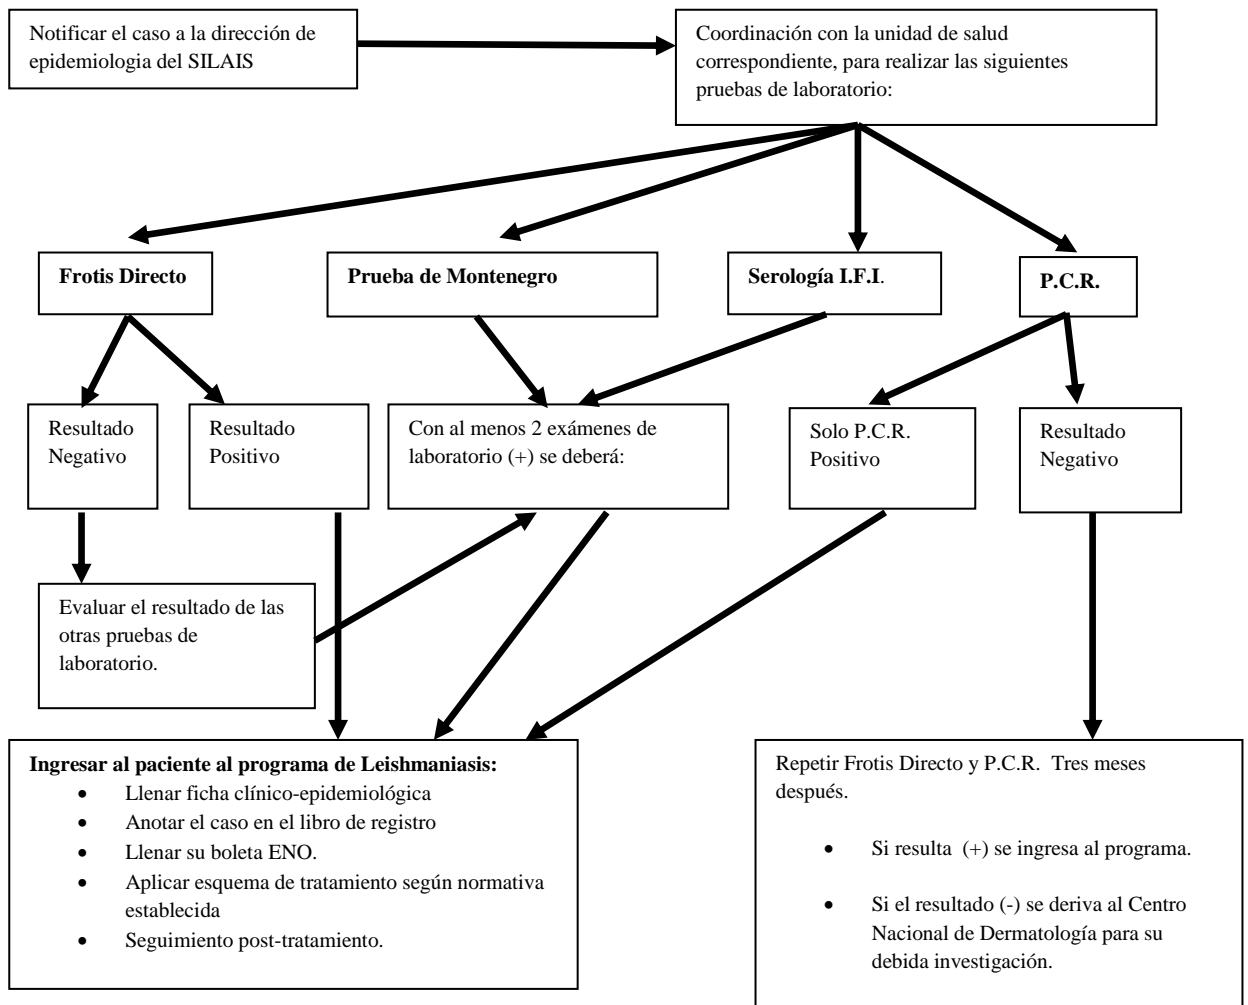 Notificar el caso a la dirección de
epidemiologia del SILAIS
Coordinación con la unidad de salud
correspondiente, para realizar las siguientes
pruebas de laboratorio:
Frotis Directo
Prueba de Montenegro
Serología I.F.I.
P.C.R.
Resultado
Negativo
Resultado
Positivo
Con al menos 2 exámenes de
laboratorio (+) se deberá:
Solo P.C.R.
Positivo
Resultado
Negativo
Evaluar el resultado de las
otras pruebas de
laboratorio.
Ingresar al paciente al programa de Leishmaniasis:
• Llenar ficha clínico-epidemiológica
• Anotar el caso en el libro de registro
• Llenar su boleta ENO.
• Aplicar esquema de tratamiento según normativa
establecida
• Seguimiento post-tratamiento.
Repetir Frotis Directo y P.C.R. Tres meses
después.
• Si resulta (+) se ingresa al programa.
• Si el resultado (-) se deriva al Centro
Nacional de Dermatología para su
debida investigación.